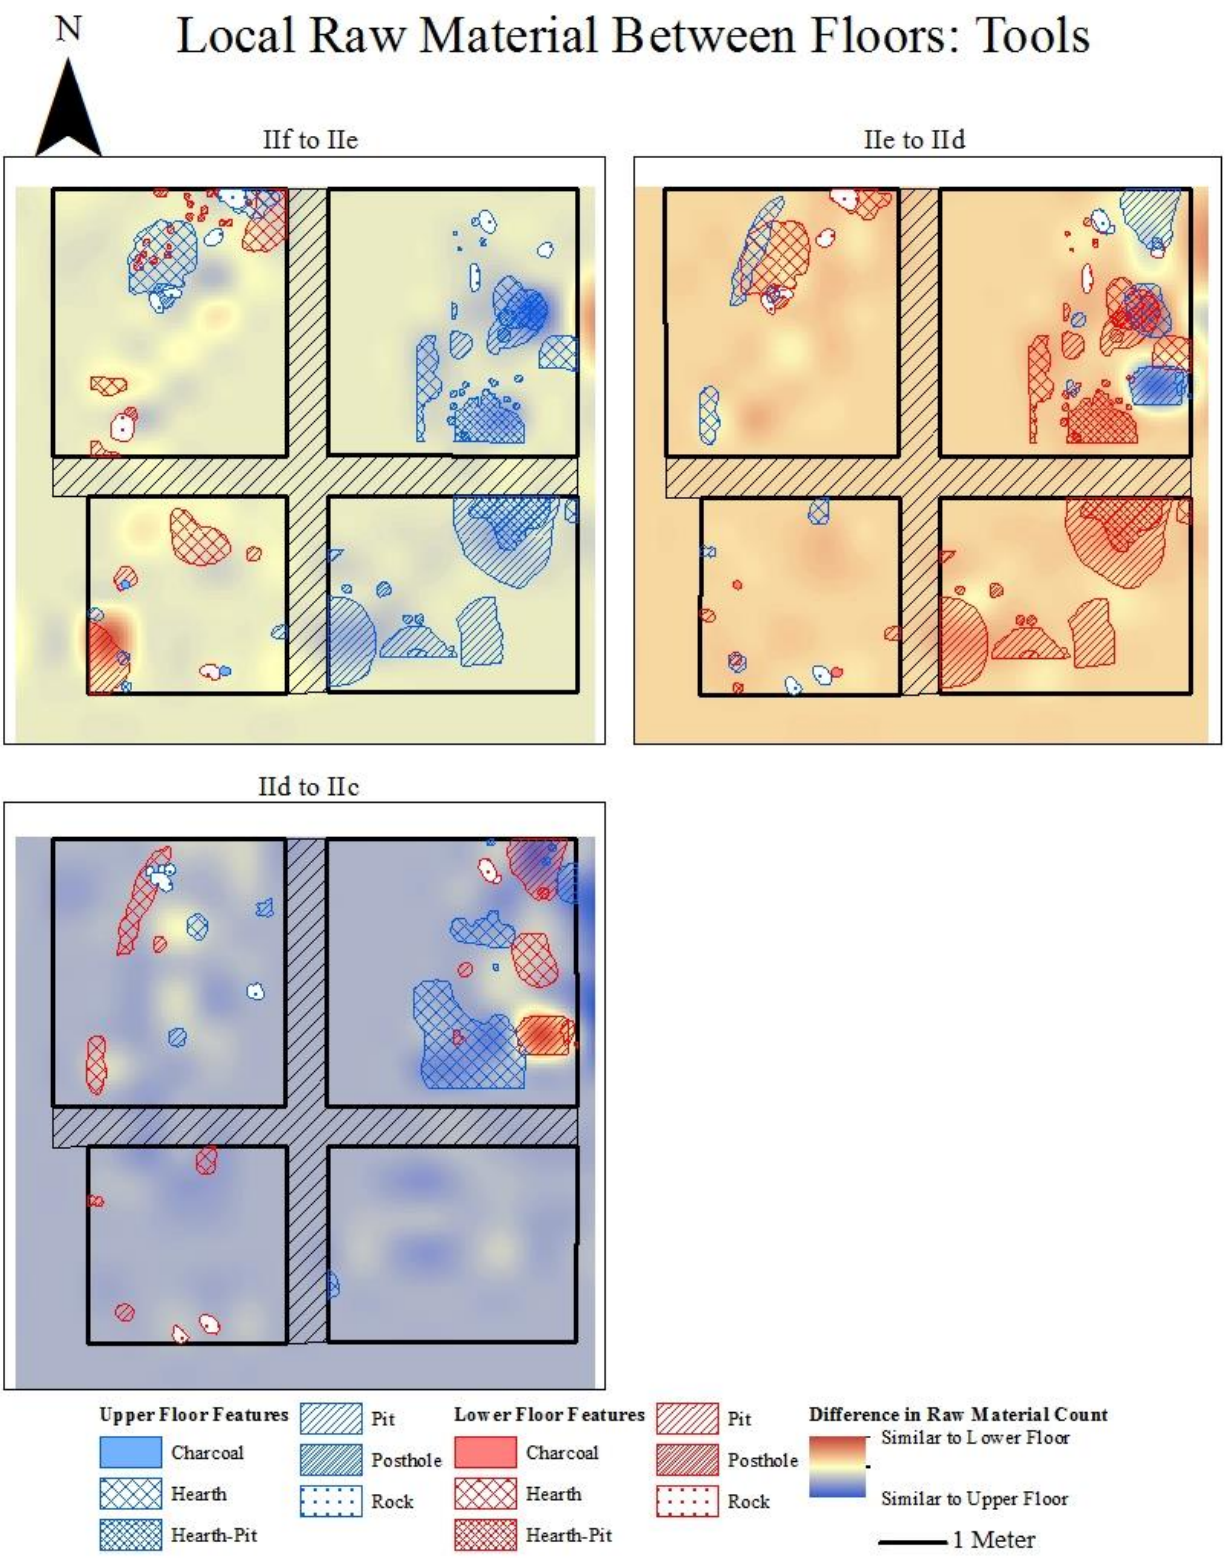 N
Local Raw Material Between Floors: Tools
IIf to IIe
IIe to IId
IId to IIc
Upper Floor Features
Charcoal
Hearth
Hearth-Pit
Pit
Posthole
Rock
Lower Floor Features
Charcoal
Hearth
Hearth-Pit
Pit
Posthole
Rock
Difference in Raw Material Count
Similar to Lower Floor
Similar to Upper Floor
1 Meter